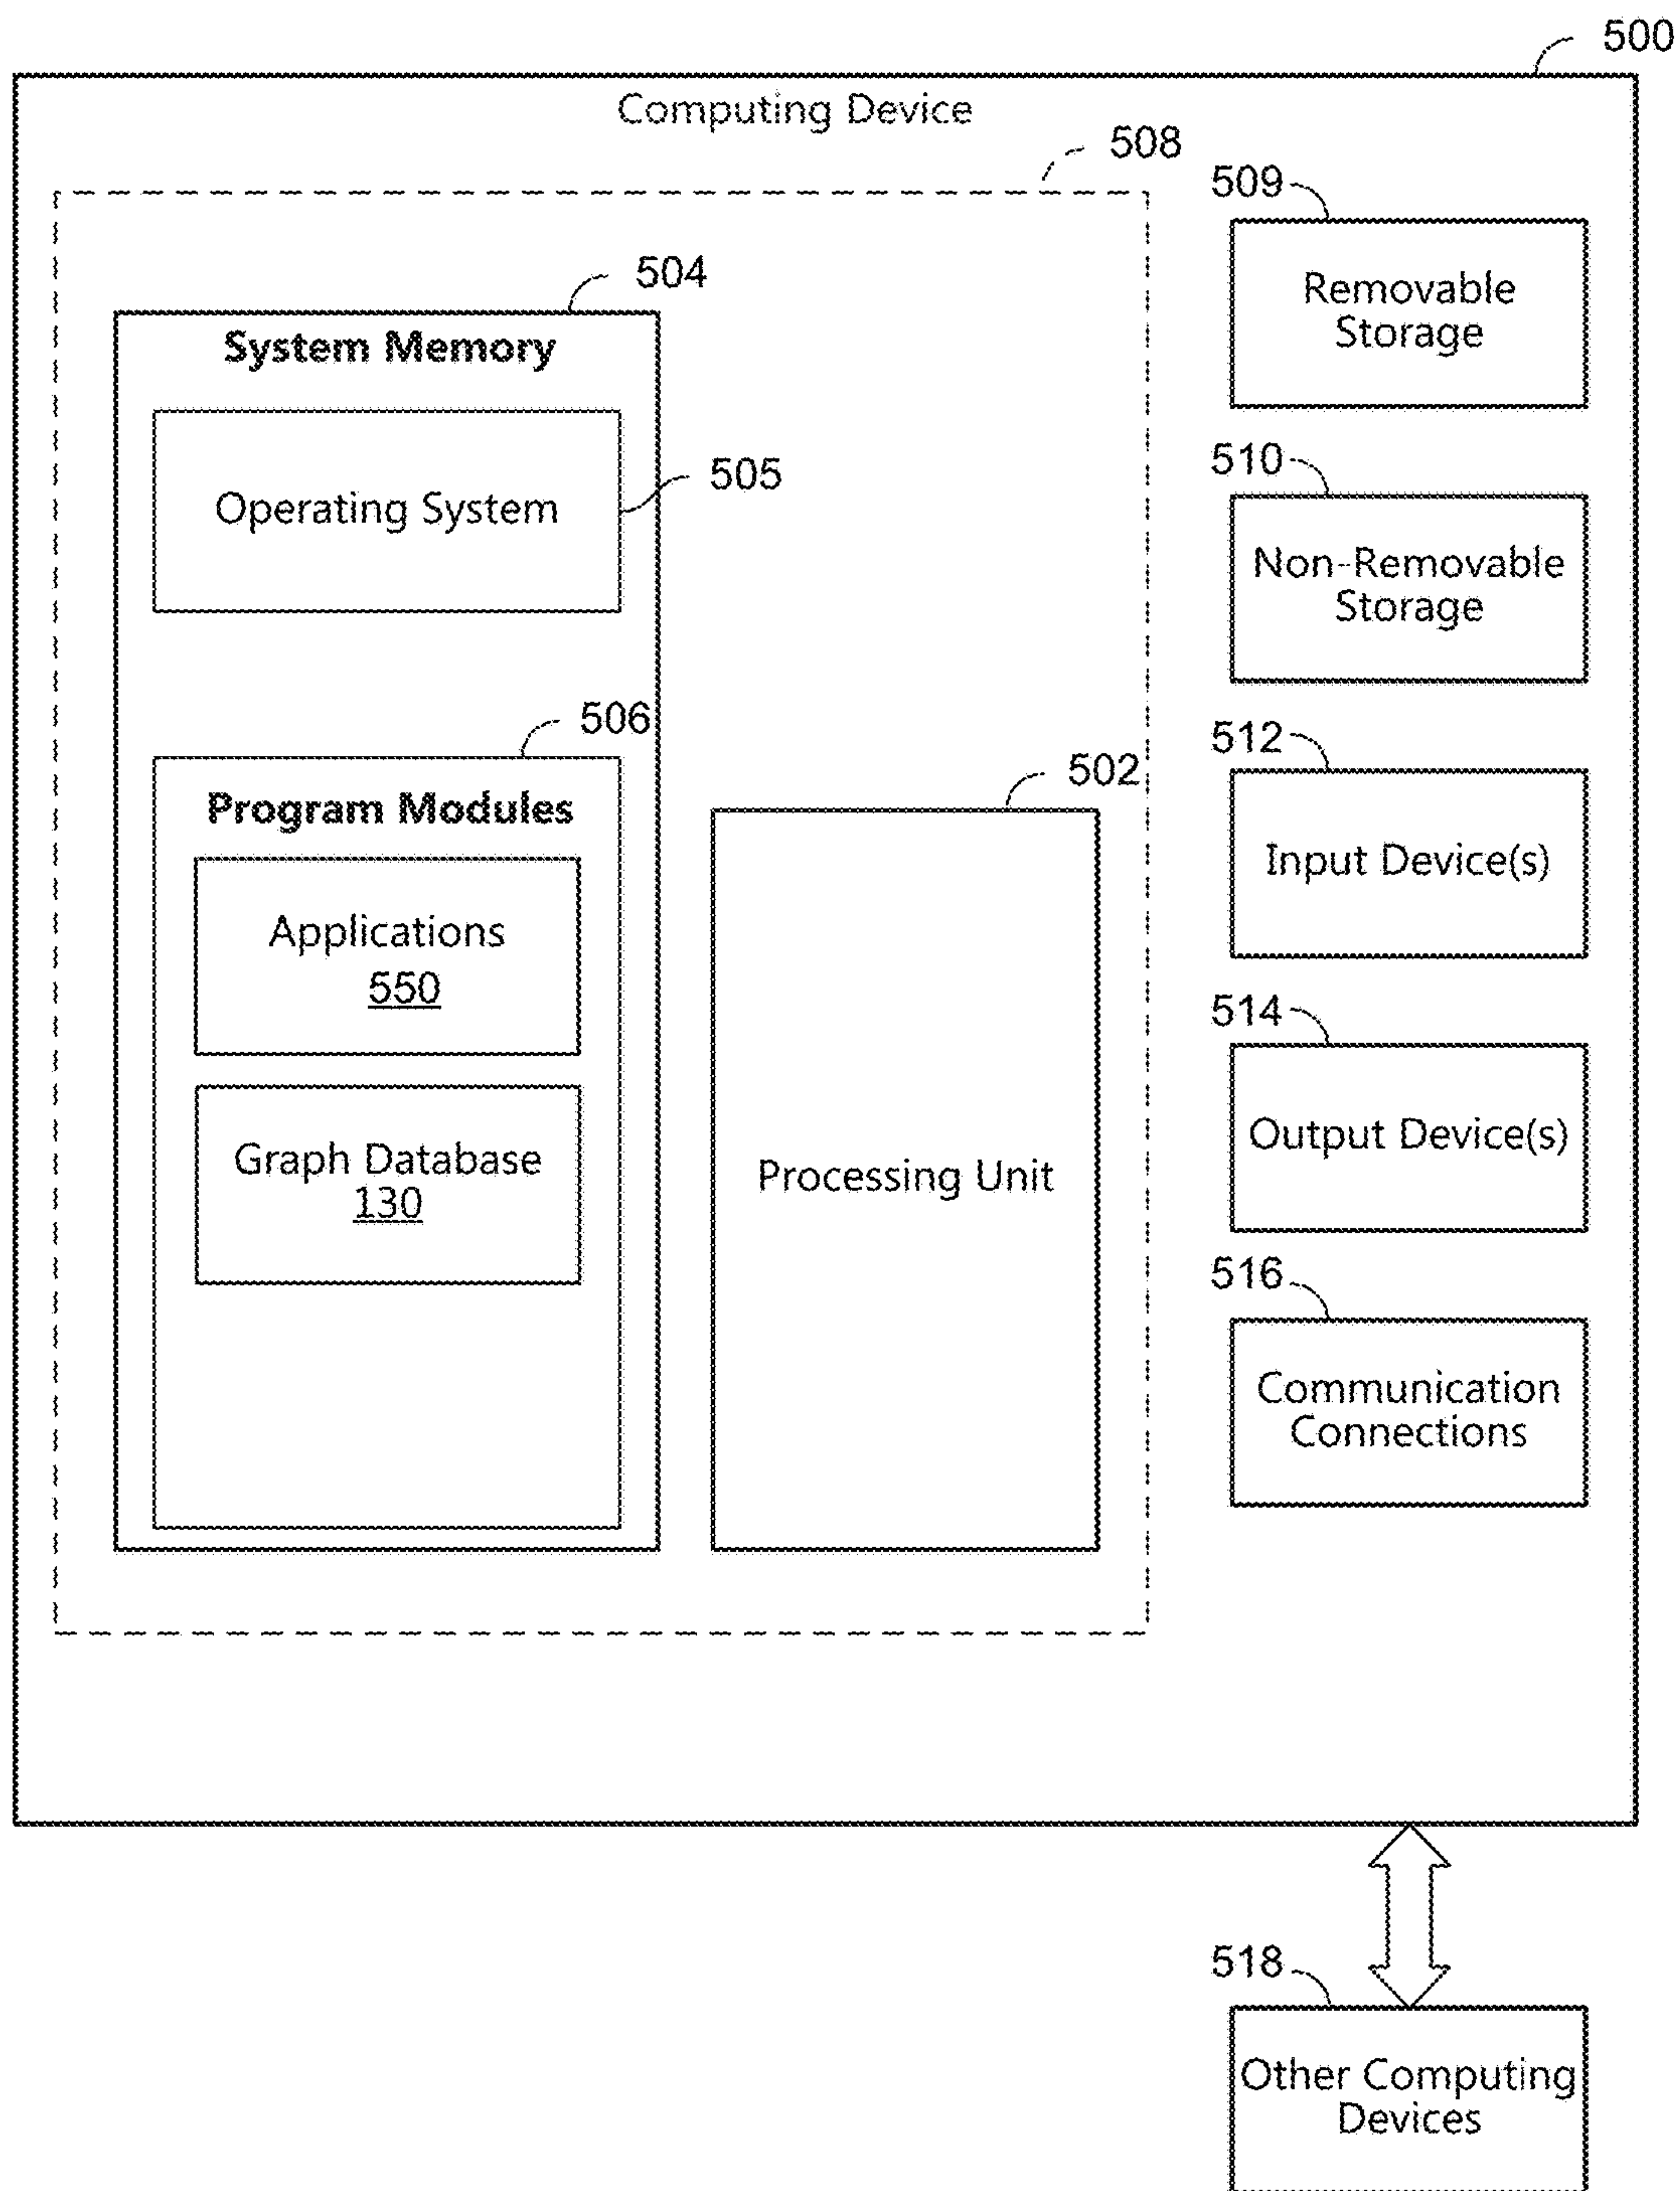 500
Computing Device
508
509
Removable
Storage
504
System Memory
Operating System
505
510
Non-Removable
Storage
506
Program Modules
Applications
550
Graph Database
130
502
Processing Unit
512
Input Device(s)
514
Output Device(s)
516
Communication
Connections
518
Other Computing
Devices